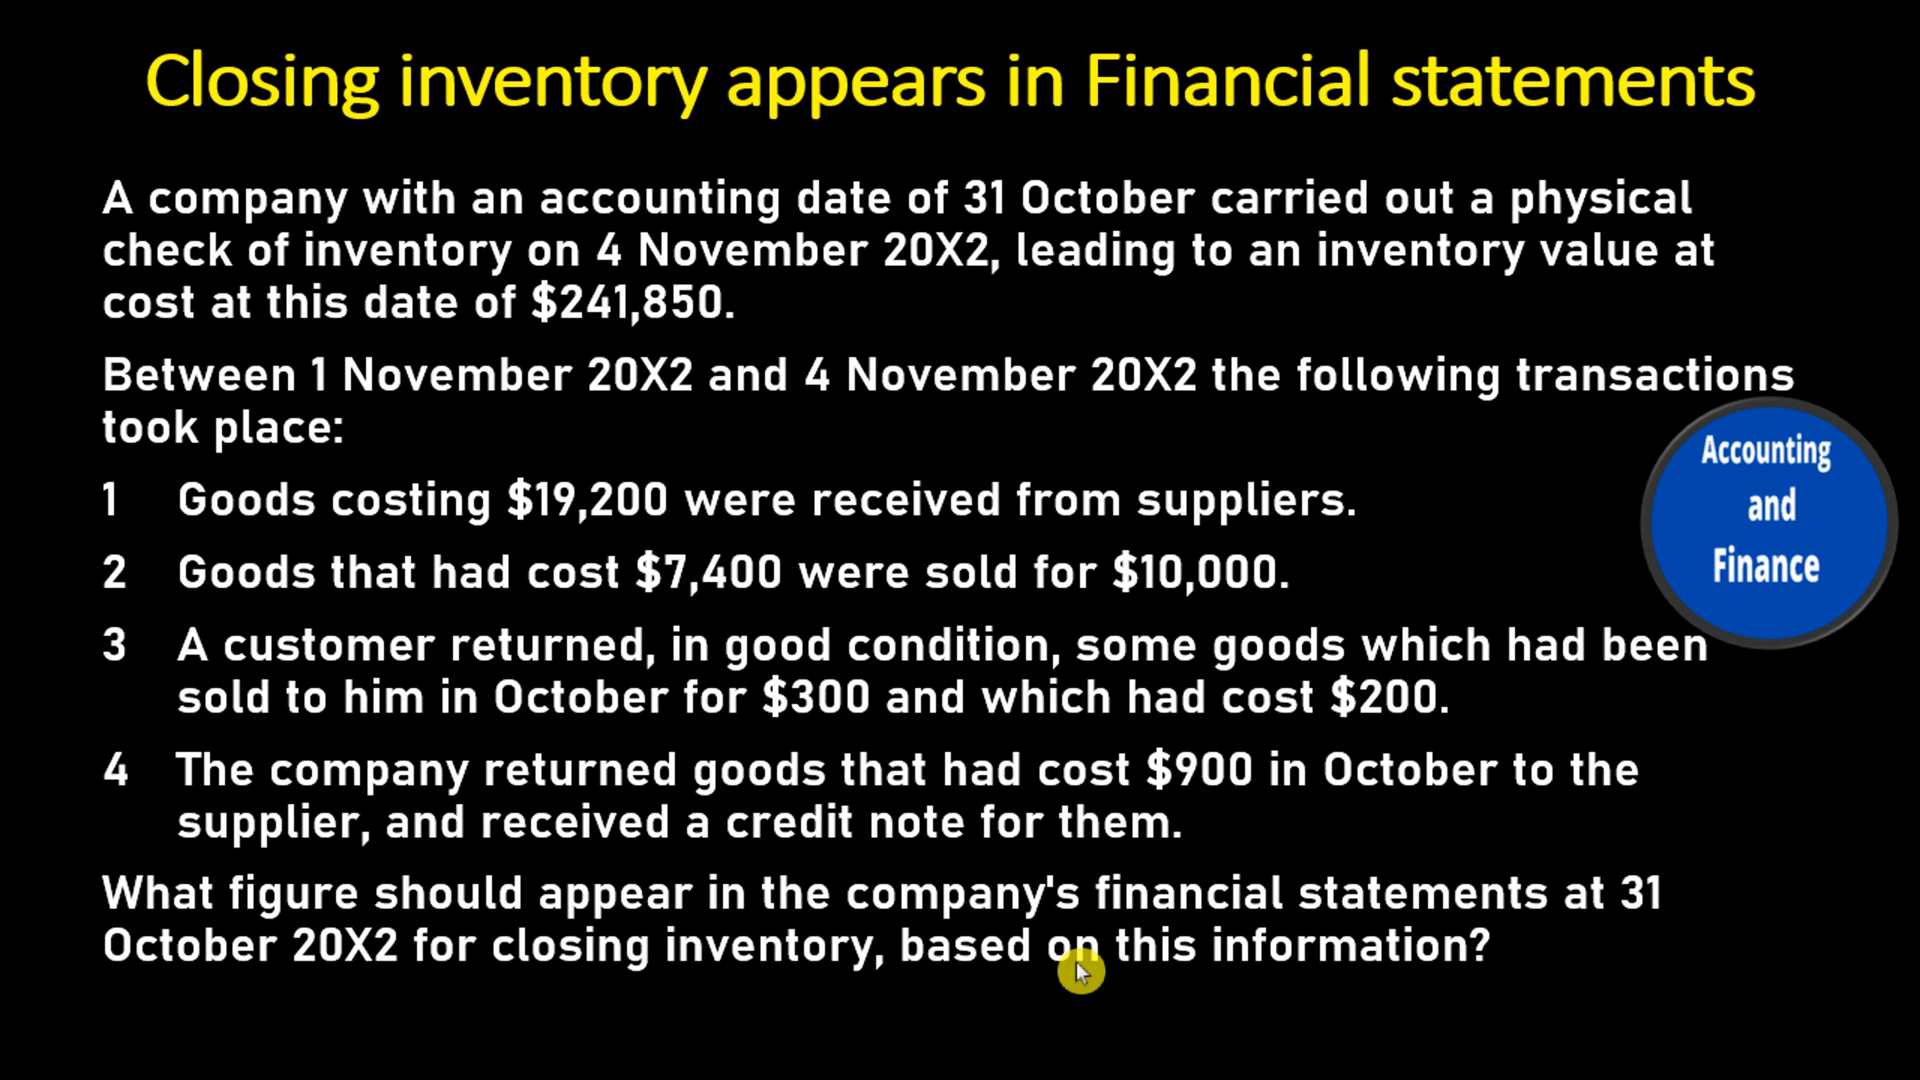 Closing inventory appears in Financial statements
A company with an accounting date of 31 October carried out a physical
check of inventory on 4 November 20X2, leading to an inventory value at
cost at this date of $241,850.
Between 1 November 20X2 and 4 November 20X2 the following transactions
took place:
1 Goods costing $19,200 were received from suppliers.
2 Goods that had cost $7,400 were sold for $10,000.
3 A customer returned, in good condition, some goods which had been
sold to him in October for $300 and which had cost $200.
4 The company returned goods that had cost $900 in October to the
supplier, and received a credit note for them.
What figure should appear in the company's financial statements at 31
October 20X2 for closing inventory, based on this information?
Accounting
and
Finance